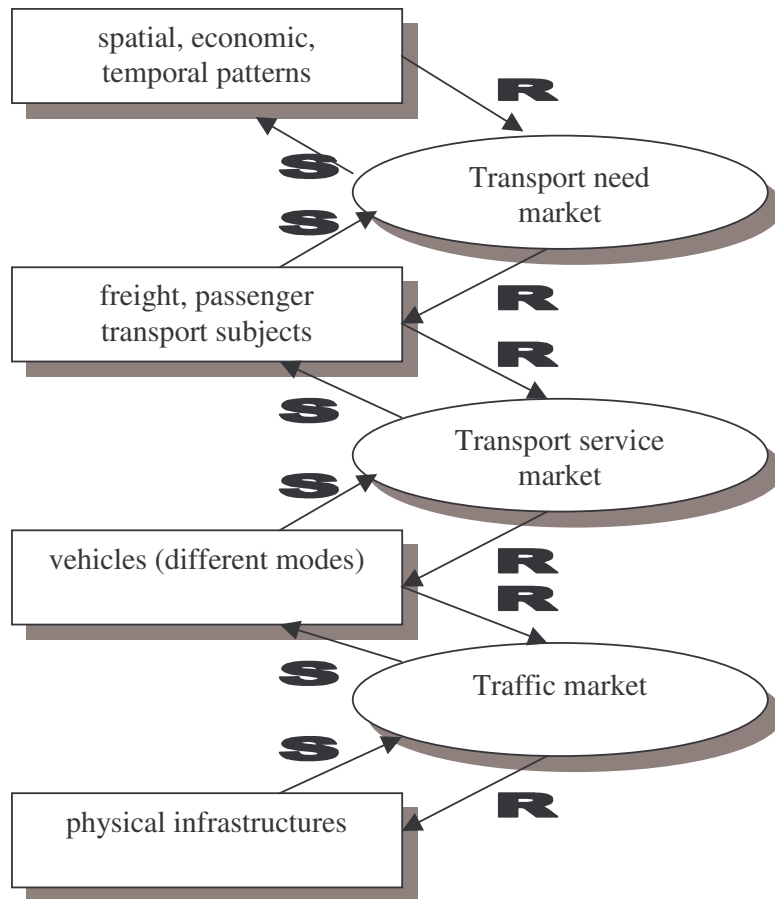 spatial, economic,
temporal patterns
R
S
Transport need
market
S
freight, passenger
transport subjects
R
R
S
Transport service
market
S
vehicles (different modes)
R
R
S
Traffic market
S
physical infrastructures
R